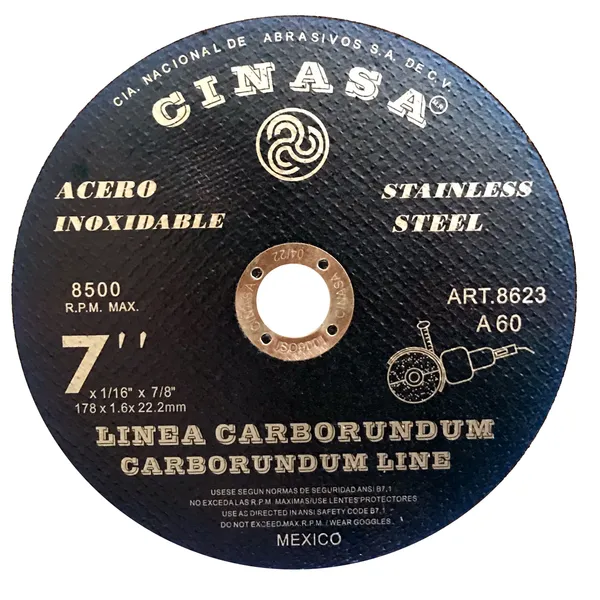 CIA. NACIONAL DE ABRASIVOS S.A. DE C.V.
CINASA
M.R.
ACERO
INOXIDABLE
STAINLESS
STEEL
8500
R.P.M. MAX.
ART.8623
A 60
7''
x 1/16" x 7/8"
178 x 1.6x 22.2mm
04/22
CINASA
LINEA CARBORUNDUM
CARBORUNDUM LINE
USESE SEGUN NORMAS DE SEGURIDAD ANSI B7.1
NO EXCEDA LAS R.P.M. MAXIMAS/USE LENTES PROTECTORES
USE AS DIRECTED IN ANSI SAFETY CODE B7.1
DO NOT EXCEED.MAX.R.P.M. / WEAR GOGGLES
MEXICO